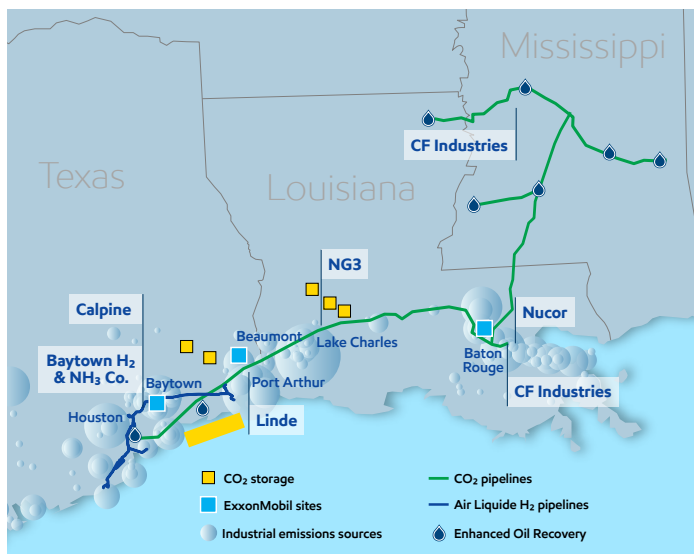 Mississippi
CF Industries
Texas
Louisiana
NG3
Calpine
Nucor
Beaumont
Lake Charles
Baytown H₂
& NH₃ Co.
Baton
Rouge
Baytown
Port Arthur
CF Industries
Houston
Linde
CO₂ storage
CO₂ pipelines
ExxonMobil sites
Air Liquide H₂ pipelines
Industrial emissions sources
Enhanced Oil Recovery